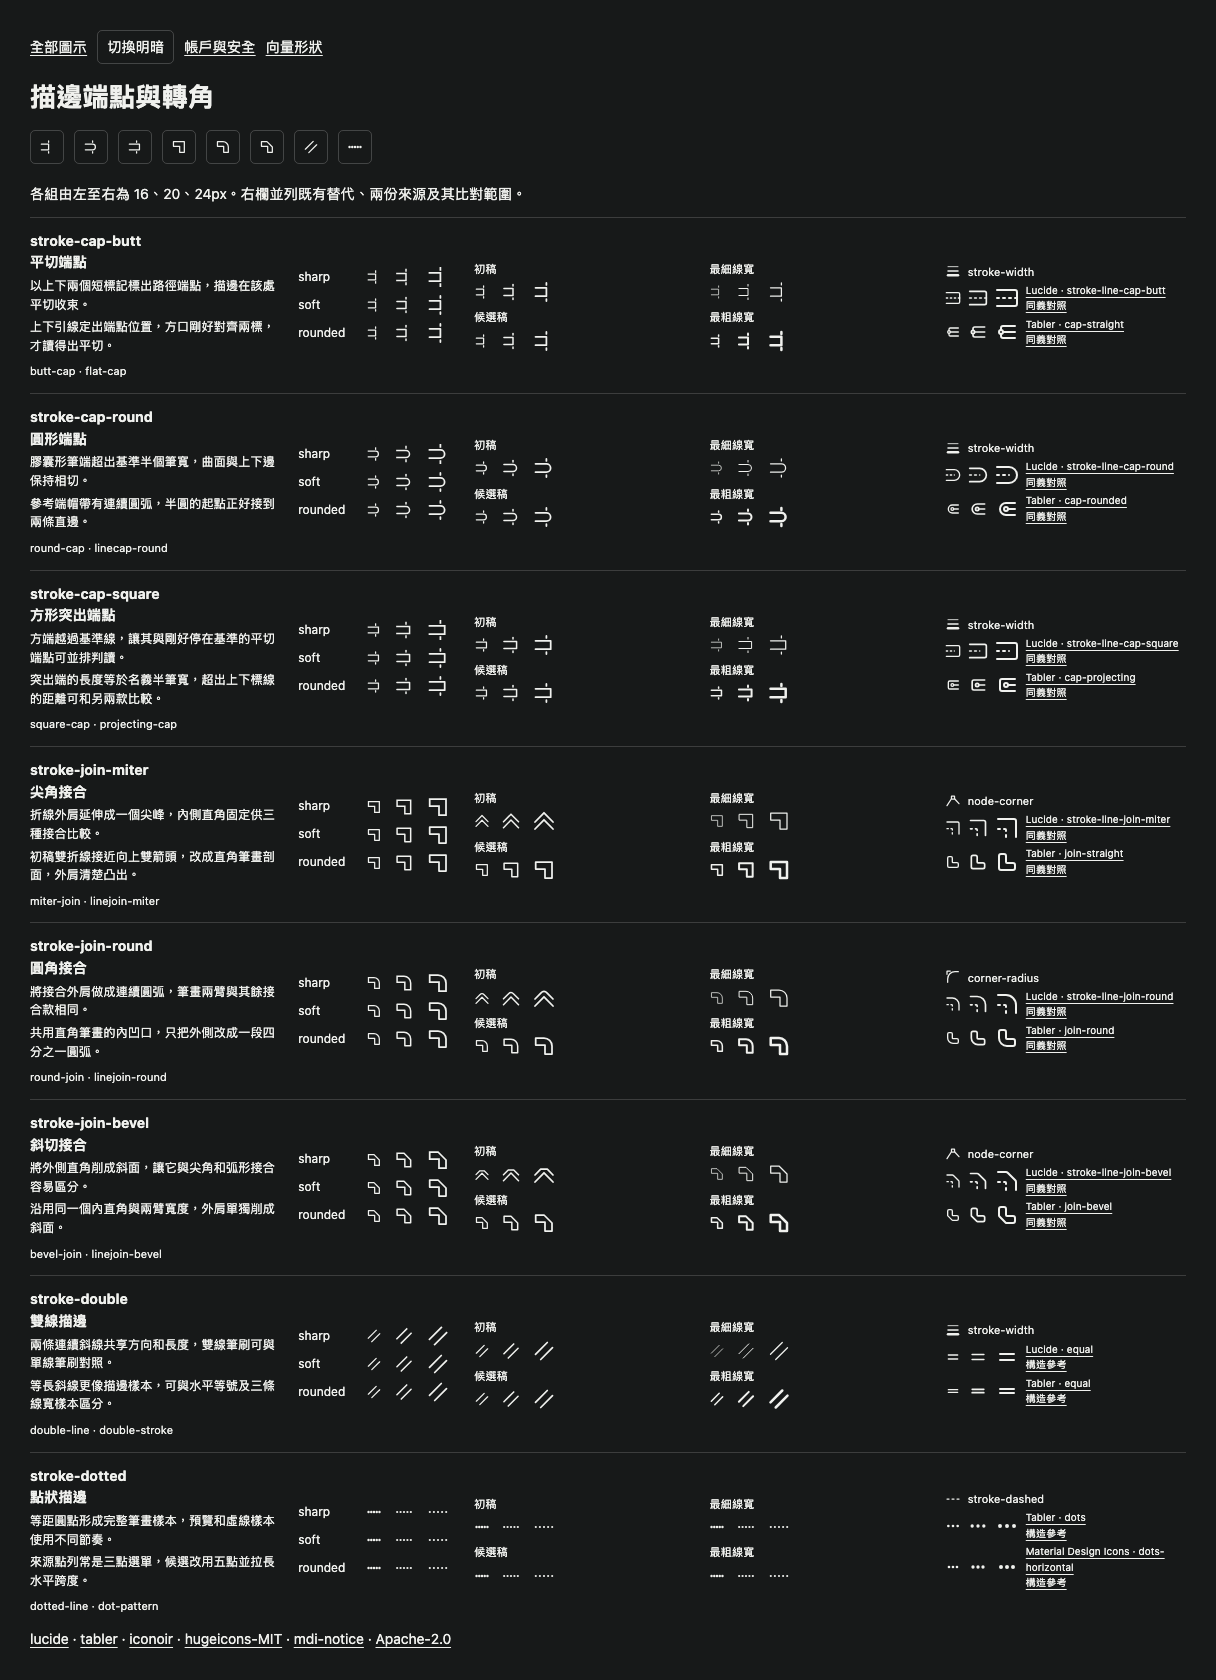 全部圖示 切換明暗 帳戶與安全 向量形狀
描邊端點與轉角
各組由左至右為 16、20、24px。右欄並列既有替代、兩份來源及其比對範圍。
stroke-cap-butt
平切端點
以上下兩個短標記標出路徑端點，描邊在該處
平切收束。
上下引線定出端點位置，方口剛好對齊兩標，
才讀得出平切。
butt-cap · flat-cap
sharp
soft
rounded
初稿
候選稿
最細線寬
最粗線寬
stroke-width
Lucide · stroke-line-cap-butt
同義對照
Tabler · cap-straight
同義對照
stroke-cap-round
圓形端點
膠囊形筆端超出基準半個筆寬，曲面與上下邊
保持相切。
參考端帽帶有連續圓弧，半圓的起點正好接到
兩條直邊。
round-cap · linecap-round
sharp
soft
rounded
初稿
候選稿
最細線寬
最粗線寬
stroke-width
Lucide · stroke-line-cap-round
同義對照
Tabler · cap-rounded
同義對照
stroke-cap-square
方形突出端點
方端越過基準線，讓其與剛好停在基準的平切
端點可並排判讀。
突出端的長度等於名義半筆寬，超出上下標線
的距離可和另兩款比較。
square-cap · projecting-cap
sharp
soft
rounded
初稿
候選稿
最細線寬
最粗線寬
stroke-width
Lucide · stroke-line-cap-square
同義對照
Tabler · cap-projecting
同義對照
stroke-join-miter
尖角接合
折線外肩延伸成一個尖峰，內側直角固定供三
種接合比較。
初稿雙折線接近向上雙箭頭，改成直角筆畫剖
面，外肩清楚凸出。
miter-join · linejoin-miter
sharp
soft
rounded
初稿
候選稿
最細線寬
最粗線寬
node-corner
Lucide · stroke-line-join-miter
同義對照
Tabler · join-straight
同義對照
stroke-join-round
圓角接合
將接合外肩做成連續圓弧，筆畫兩臂與其餘接
合款相同。
共用直角筆畫的內凹口，只把外側改成一段四
分之一圓弧。
round-join · linejoin-round
sharp
soft
rounded
初稿
候選稿
最細線寬
最粗線寬
corner-radius
Lucide · stroke-line-join-round
同義對照
Tabler · join-round
同義對照
stroke-join-bevel
斜切接合
將外側直角削成斜面，讓它與尖角和弧形接合
容易區分。
沿用同一個內直角與兩臂寬度，外肩單獨削成
斜面。
bevel-join · linejoin-bevel
sharp
soft
rounded
初稿
候選稿
最細線寬
最粗線寬
node-corner
Lucide · stroke-line-join-bevel
同義對照
Tabler · join-bevel
同義對照
stroke-double
雙線描邊
兩條連續斜線共享方向和長度，雙線筆刷可與
單線筆刷對照。
等長斜線更像描邊樣本，可與水平等號及三條
線寬樣本區分。
double-line · double-stroke
sharp
soft
rounded
初稿
候選稿
最細線寬
最粗線寬
stroke-width
Lucide · equal
構造參考
Tabler · equal
構造參考
stroke-dotted
點狀描邊
等距圓點形成完整筆畫樣本，預覽和虛線樣本
使用不同節奏。
來源點列常是三點選單，候選改用五點並拉長
水平跨度。
dotted-line · dot-pattern
sharp
soft
rounded
初稿
候選稿
最細線寬
最粗線寬
stroke-dashed
Tabler · dots
構造參考
Material Design Icons · dots-
horizontal
構造參考
lucide · tabler · iconoir · hugeicons-MIT · mdi-notice · Apache-2.0